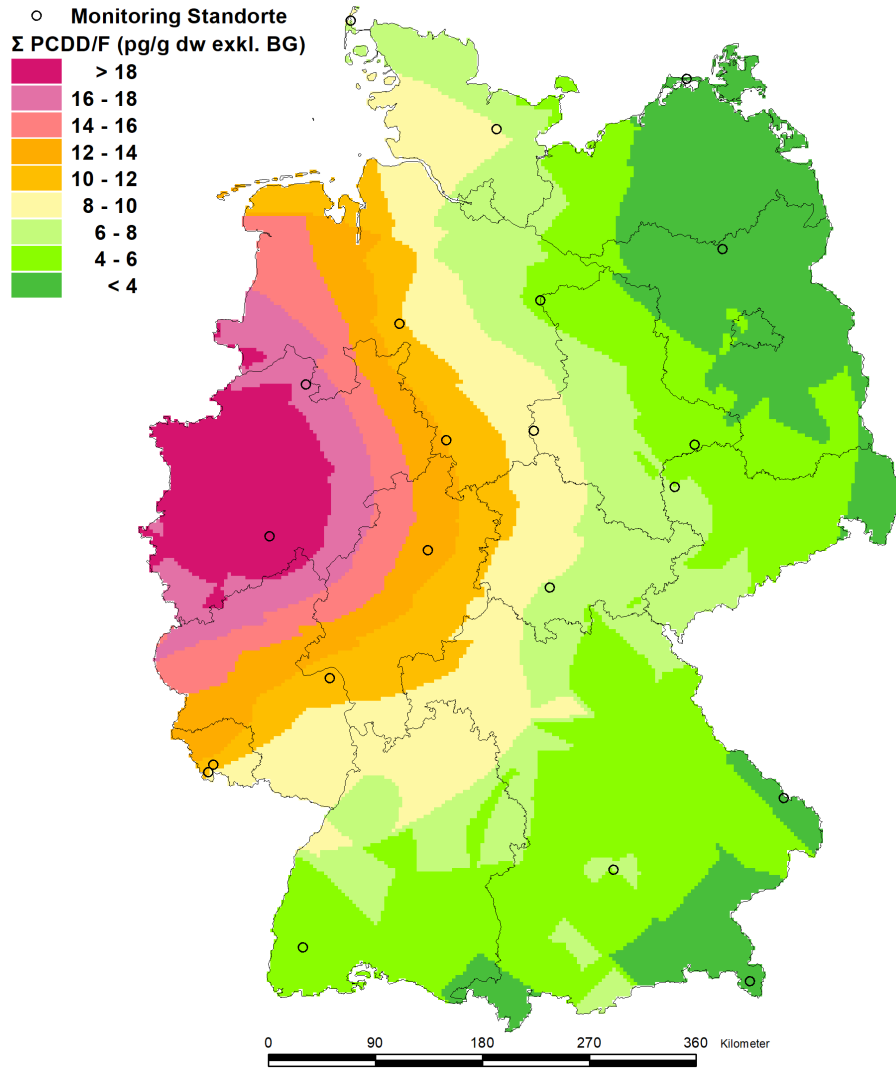 Monitoring Standorte
Σ PCDD/F (pg/g dw exkl. BG)
> 18
16 - 18
14 - 16
12 - 14
10 - 12
8 - 10
6 - 8
4 - 6
< 4
0 90 180 270 360 Kilometer